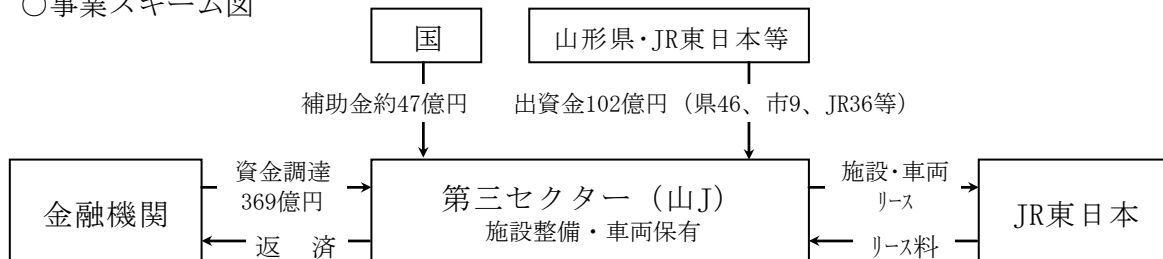 ○事業スキーム図
国
山形県・JR東日本等
補助金約47億円
出資金102億円（県46、市9、JR36等）
金融機関
資金調達
369億円
返　済
第三セクター（山J）
施設整備・車両保有
施設・車両
リース
リース料
JR東日本